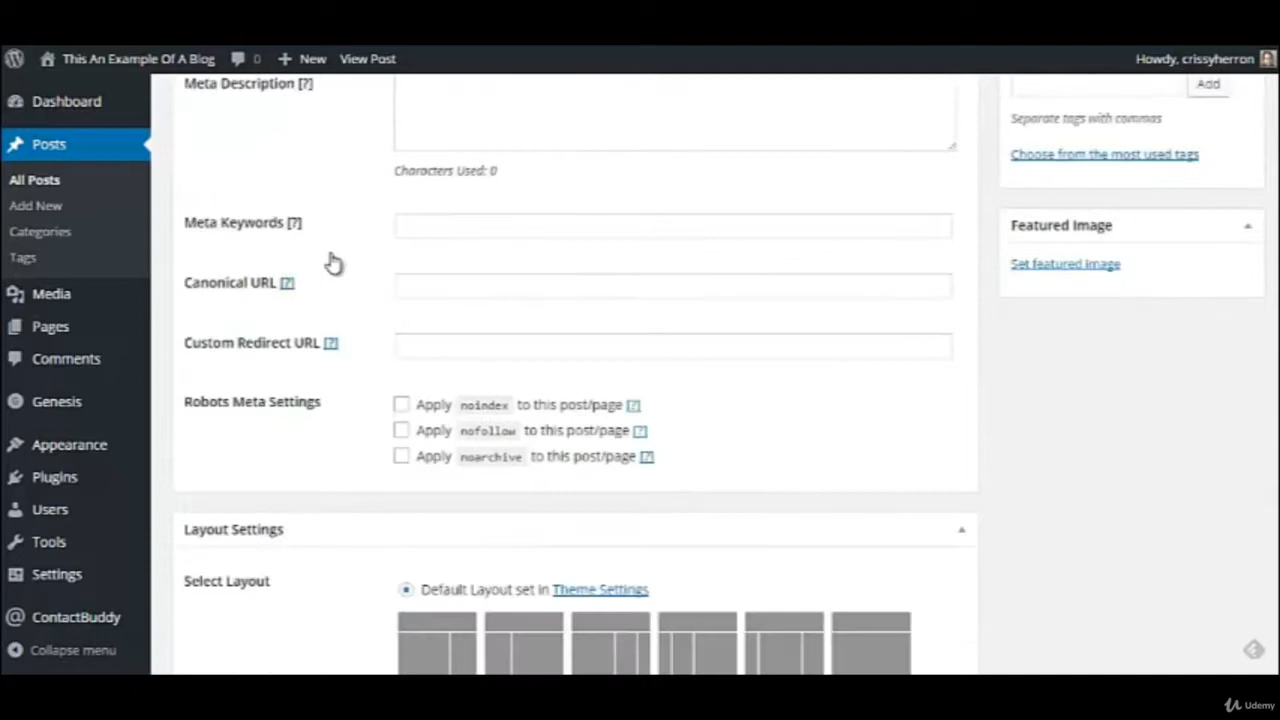 This An Example Of A Blog 0 New View Post Howdy, crissyherron
Dashboard
Posts
All Posts
Add New
Categories
Tags
Media
Pages
Comments
Genesis
Appearance
Plugins
Users
Tools
Settings
ContactBuddy
Collapse menu
Meta Description [?]
Characters Used: 0
Meta Keywords [?]
Canonical URL [?]
Custom Redirect URL [?]
Robots Meta Settings
Apply noindex to this post/page [?]
Apply nofollow to this post/page [?]
Apply noarchive to this post/page [?]
Layout Settings
Select Layout
Default Layout set in Theme Settings
Add
Separate tags with commas
Choose from the most used tags
Featured Image
Set featured image
Udemy